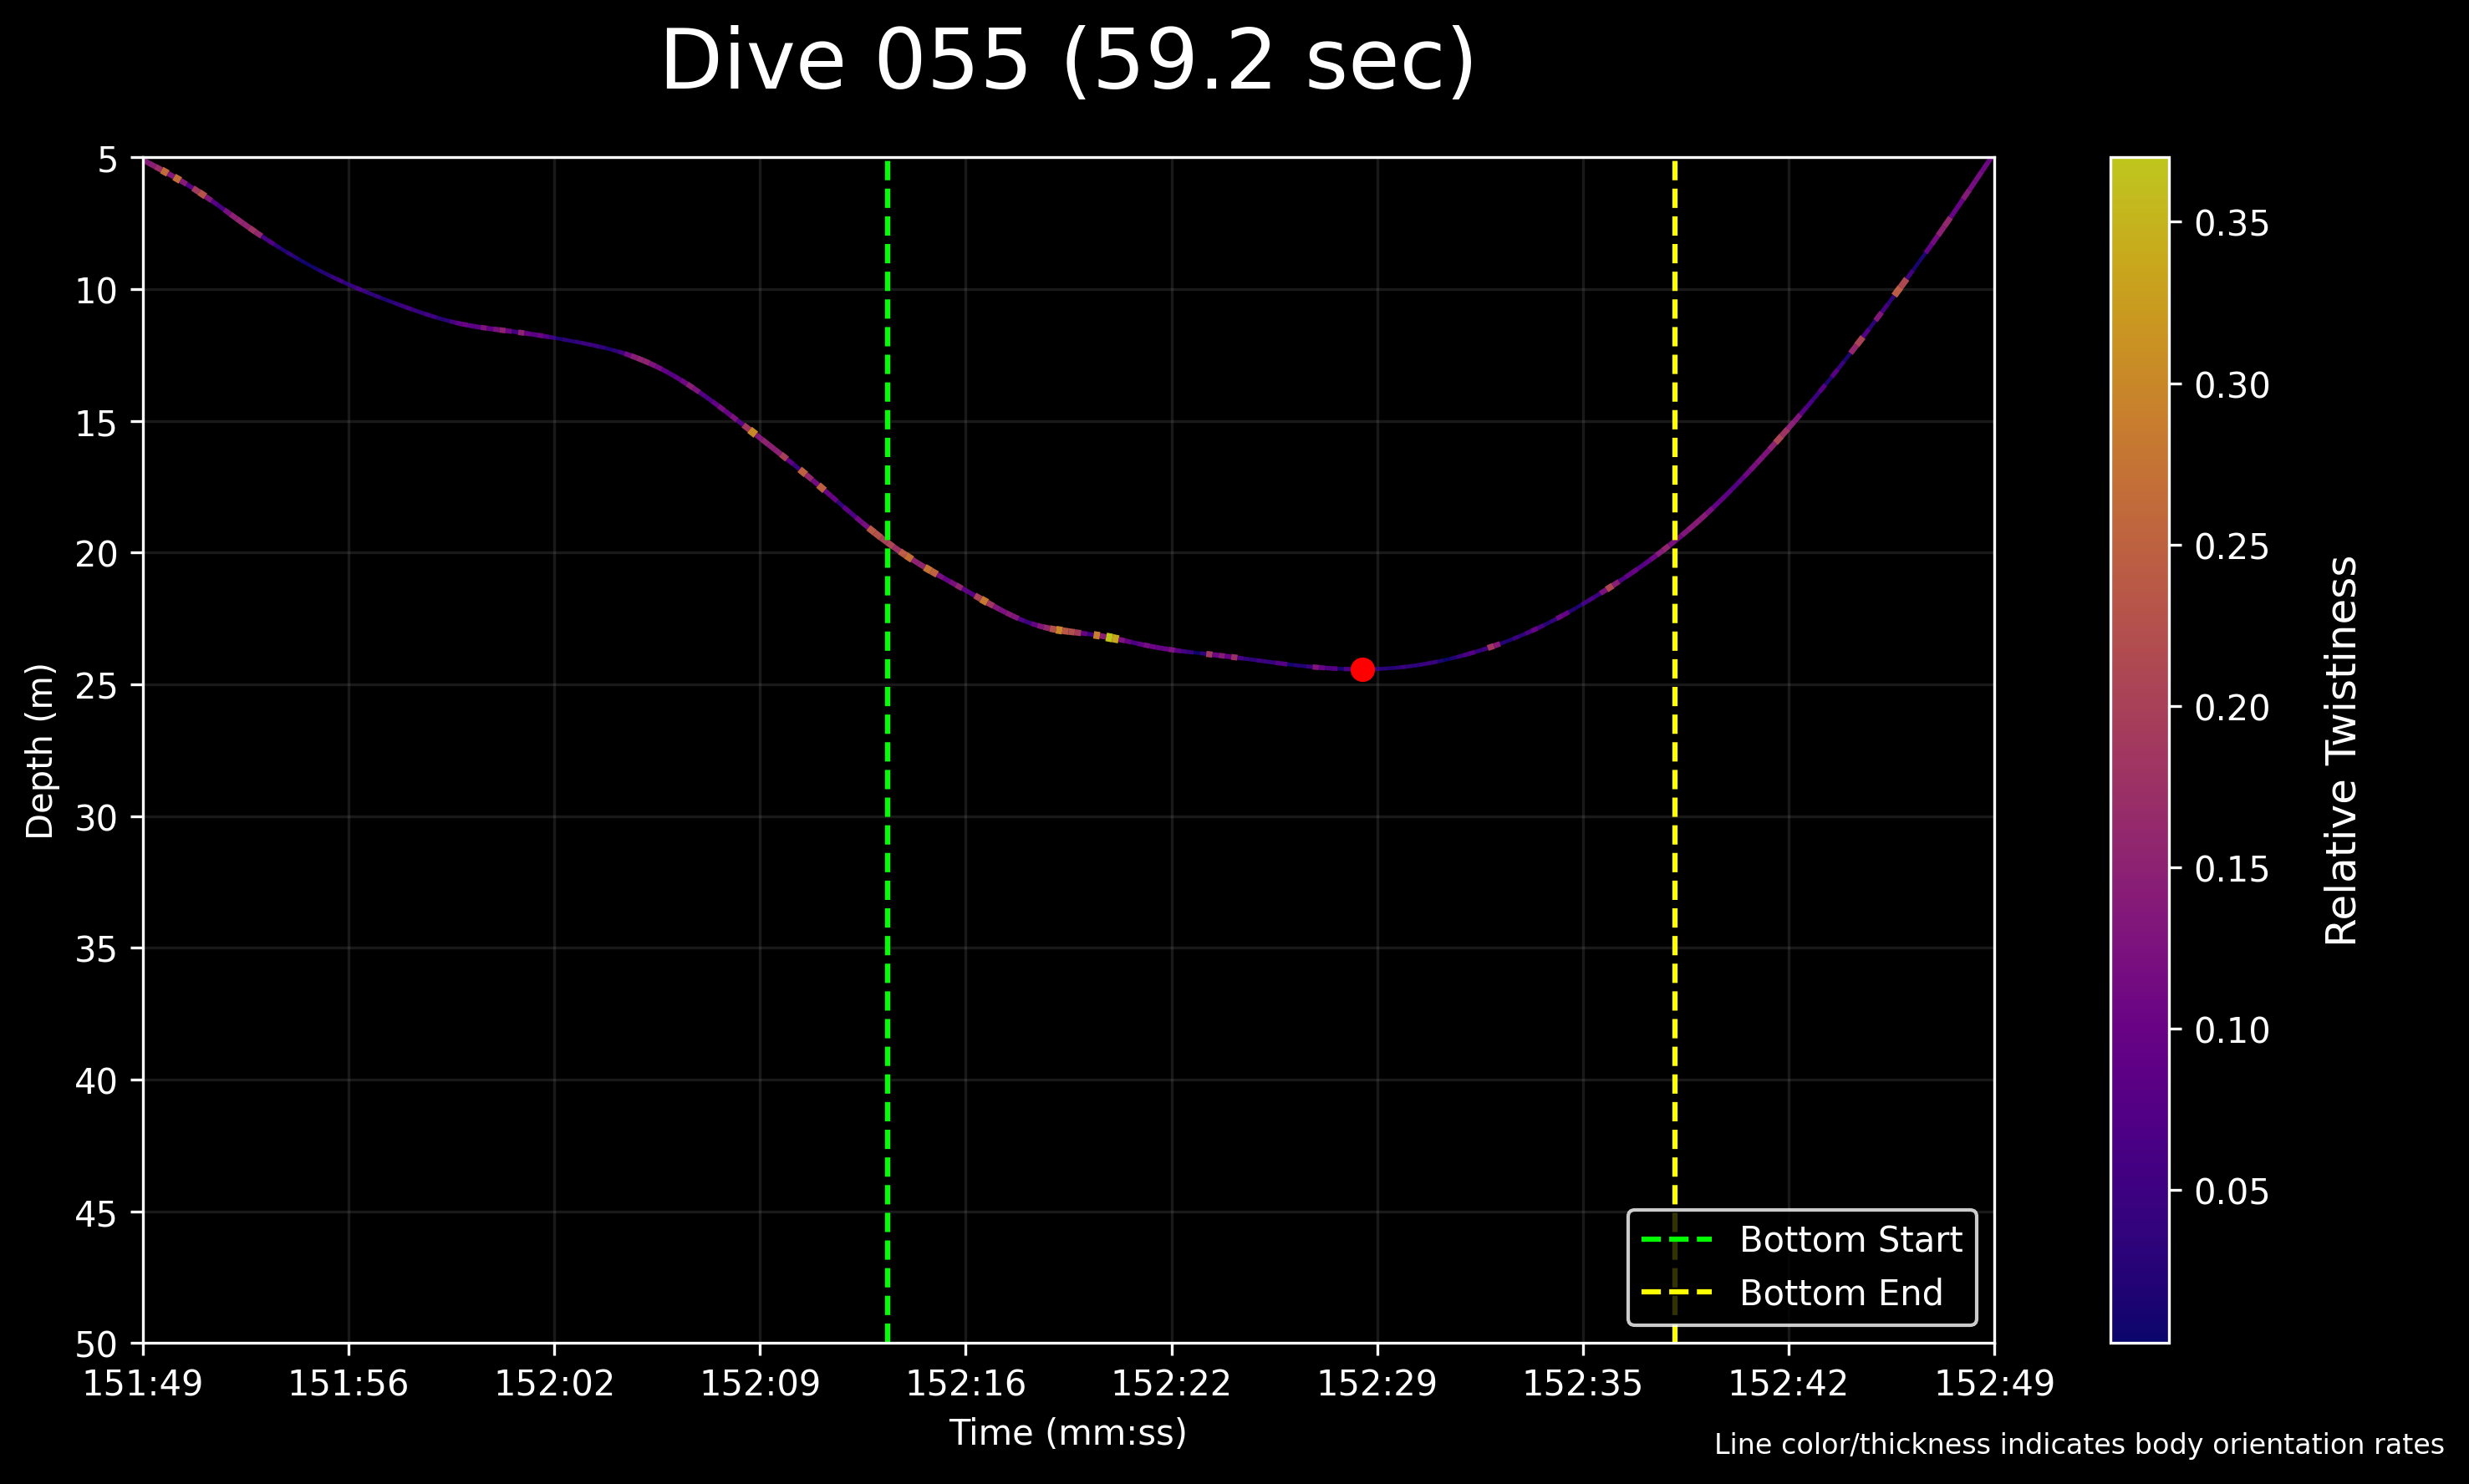 Dive 055 (59.2 sec)
5
10
15
20
25
30
35
40
45
50
Depth (m)
151:49 151:56 152:02 152:09 152:16 152:22 152:29 152:35 152:42 152:49
Time (mm:ss)
Bottom Start
Bottom End
0.35
0.30
0.25
0.20
0.15
0.10
0.05
Relative Twistiness
Line color/thickness indicates body orientation rates